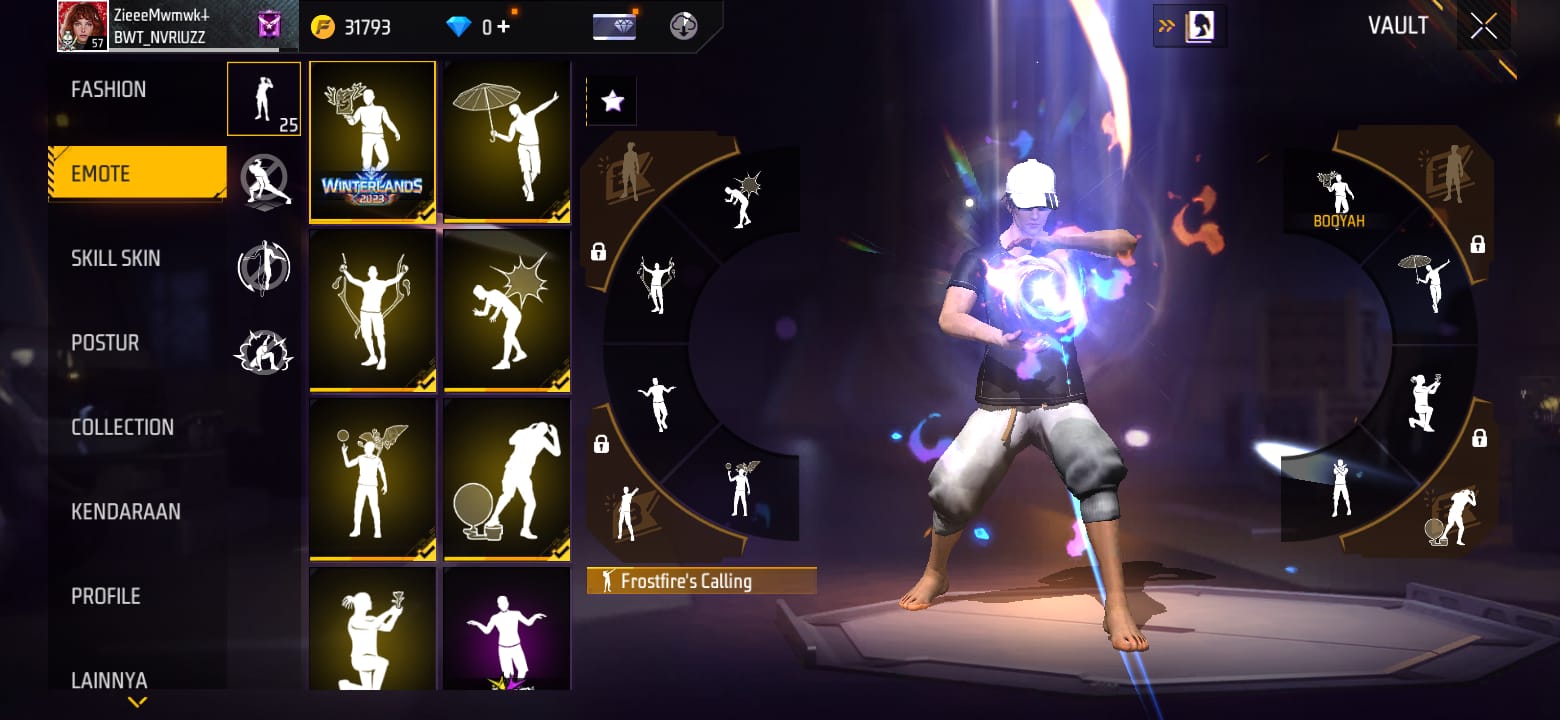 ZieeeMwmwk╄
BWT_NVRIUZZ
57
31793
0+
VAULT
FASHION
25
EMOTE
SKILL SKIN
POSTUR
COLLECTION
KENDARAAN
PROFILE
LAINNYA
WINTERLANDS
2023
BOOYAH
Frostfire's Calling